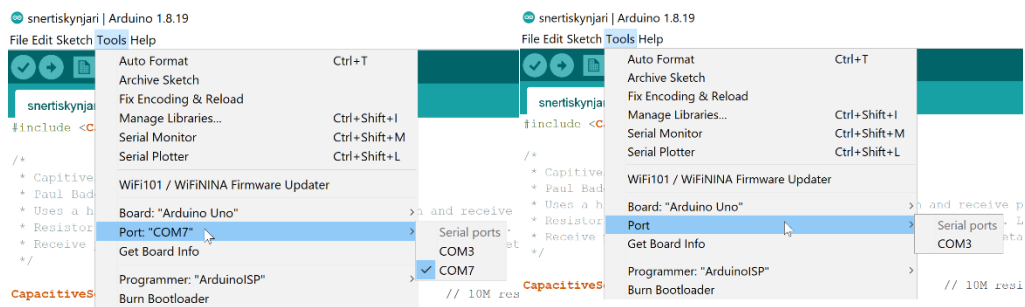 snertiskynjari | Arduino 1.8.19
File Edit Sketch Tools Help
Auto Format Ctrl+T
Archive Sketch
Fix Encoding & Reload
snertiskynjar
Manage Libraries... Ctrl+Shift+I
#include <C
Serial Monitor Ctrl+Shift+M
Serial Plotter Ctrl+Shift+L
/*
* Capitive
WiFi101 / WiFiNINA Firmware Updater
* Paul Bad
* Uses a h
Board: "Arduino Uno" > n and receive
* Resistor
Port: "COM7" >
Serial ports
* Receive
Get Board Info
COM3
*/
COM7
Programmer: "ArduinoISP" >
CapacitiveS
Burn Bootloader
// 10M res
snertiskynjari | Arduino 1.8.19
File Edit Sketch Tools Help
Auto Format Ctrl+T
Archive Sketch
Fix Encoding & Reload
snertiskynja
Manage Libraries... Ctrl+Shift+I
#include <C
Serial Monitor Ctrl+Shift+M
Serial Plotter Ctrl+Shift+L
/*
* Capitive
WiFi101 / WiFiNINA Firmware Updater
* Paul Bad
* Uses a h
Board: "Arduino Uno" > n and receive p
* Resistor
Port >
Serial ports
* Receive
Get Board Info
COM3
*/
Programmer: "ArduinoISP" >
CapacitiveS
Burn Bootloader
// 10M resi